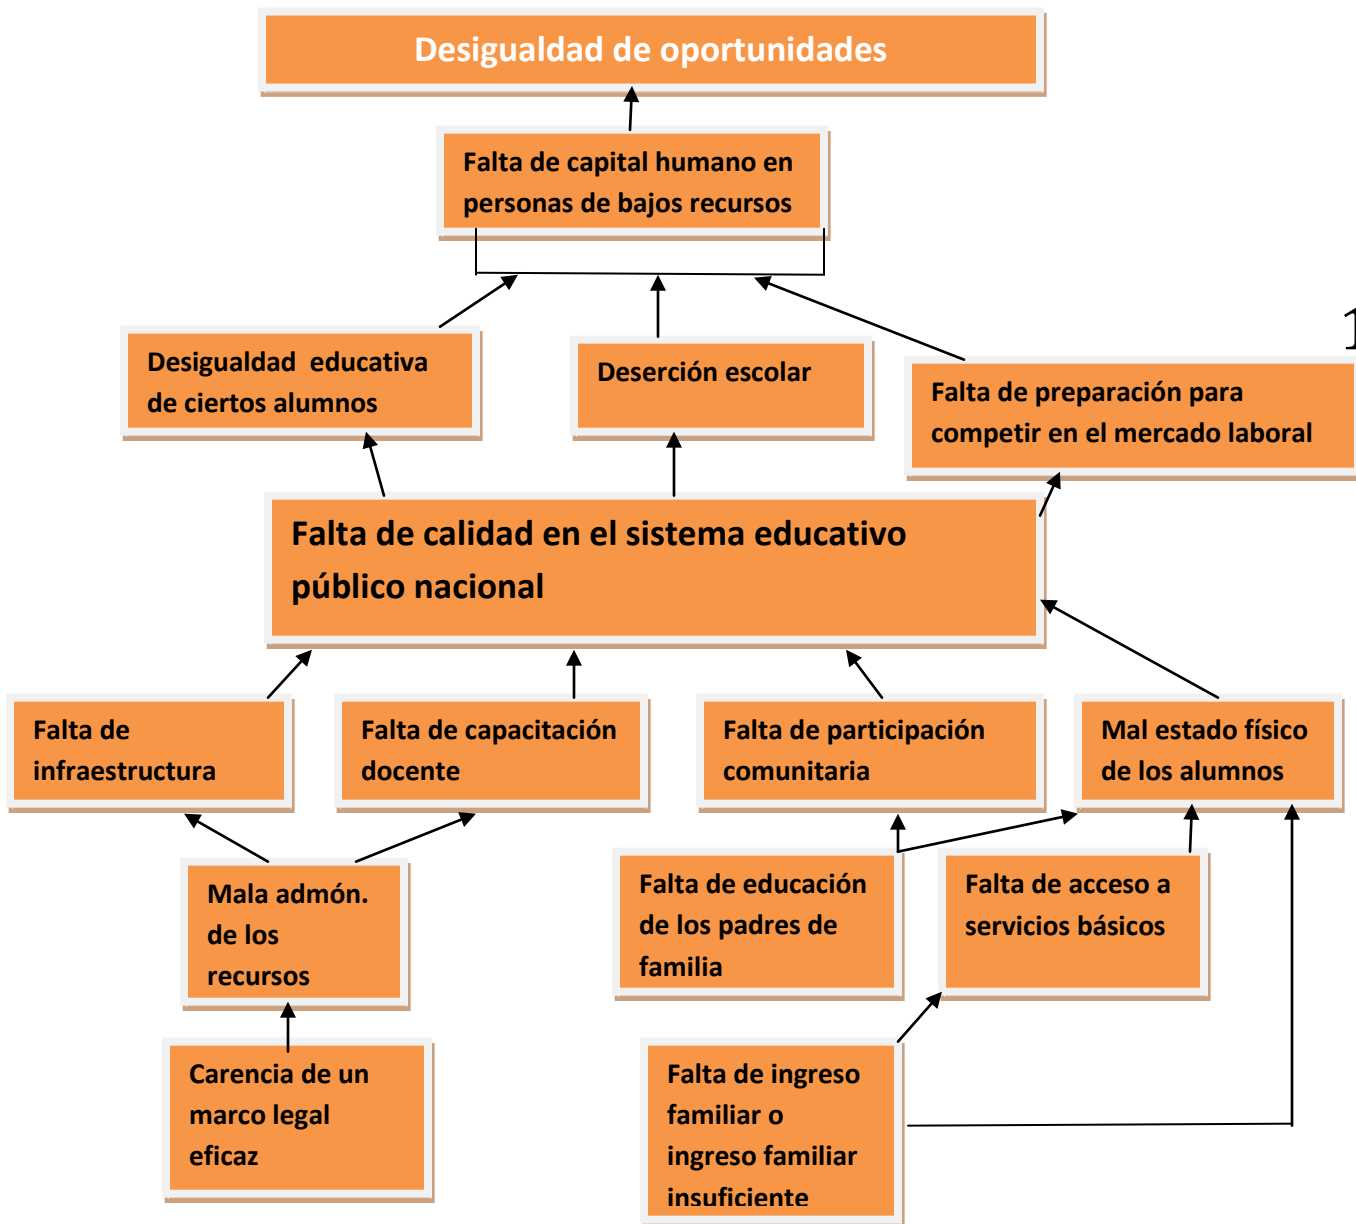 Desigualdad de oportunidades
Falta de capital humano en
personas de bajos recursos
1
Desigualdad educativa
de ciertos alumnos
Deserción escolar
Falta de preparación para
competir en el mercado laboral
Falta de calidad en el sistema educativo
público nacional
Falta de
infraestructura
Falta de capacitación
docente
Falta de participación
comunitaria
Mal estado físico
de los alumnos
Mala admón.
de los
recursos
Falta de educación
de los padres de
familia
Falta de acceso a
servicios básicos
Carencia de un
marco legal
eficaz
Falta de ingreso
familiar o
ingreso familiar
insuficiente